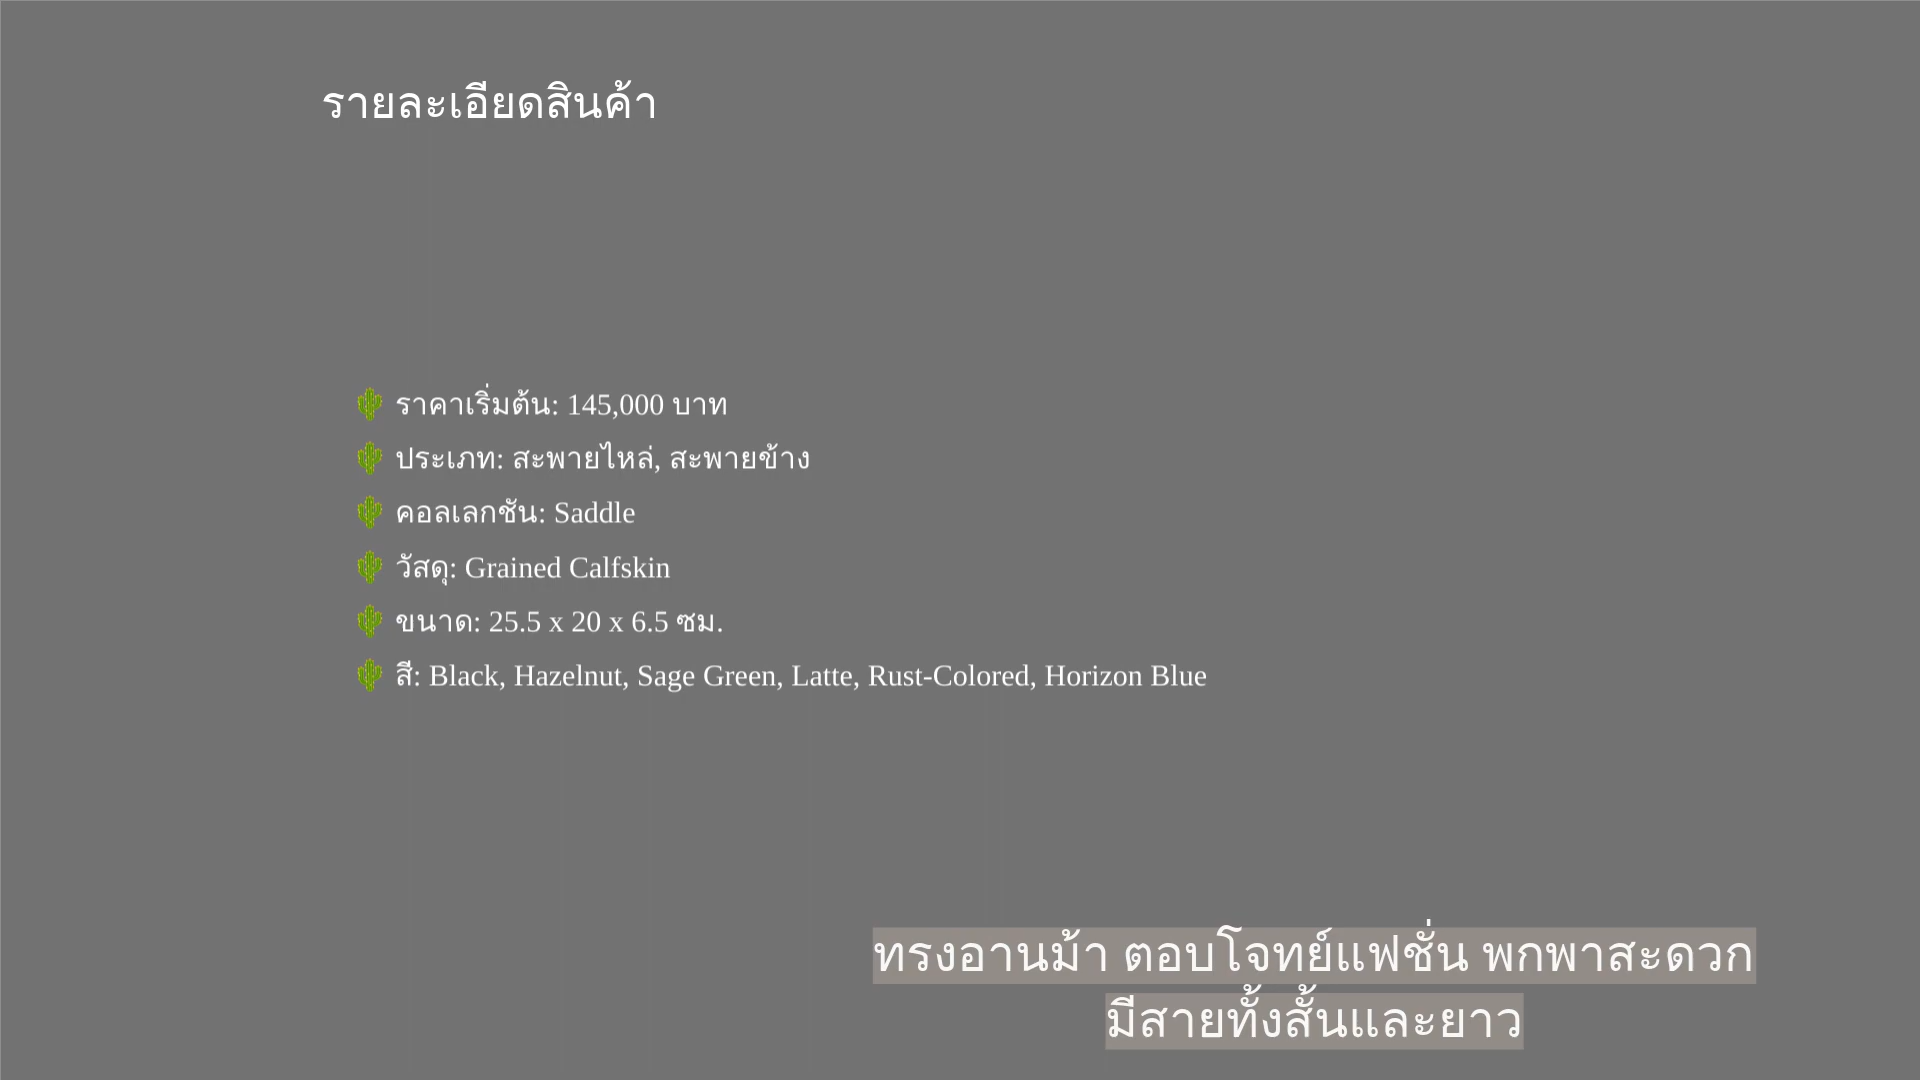 รายละเอียดสินค้า
🌵 ราคาเริ่มต้น: 145,000 บาท
🌵 ประเภท: สะพายไหล่, สะพายข้าง
🌵 คอลเลกชัน: Saddle
🌵 วัสดุ: Grained Calfskin
🌵 ขนาด: 25.5 x 20 x 6.5 ซม.
🌵 สี: Black, Hazelnut, Sage Green, Latte, Rust-Colored, Horizon Blue
ทรงอานม้า ตอบโจทย์แฟชั่น พกพาสะดวก
มีสายทั้งสั้นและยาว